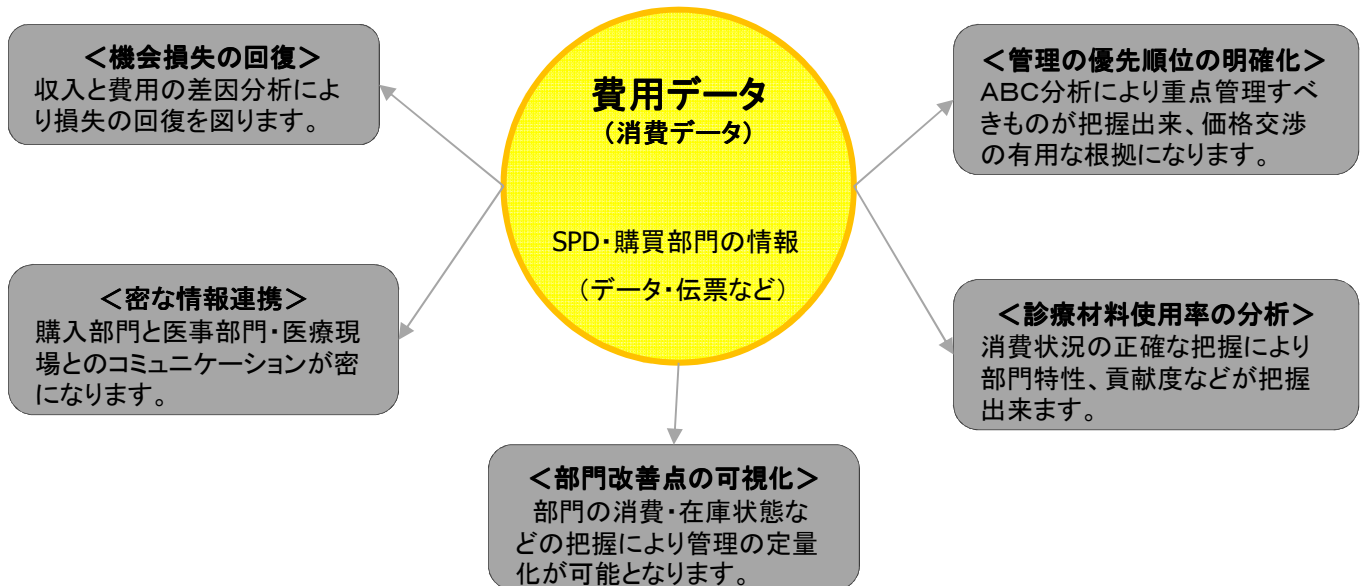 ＜機会損失の回復＞
収入と費用の差因分析によ
り損失の回復を図ります。
費用データ
（消費データ）
SPD・購買部門の情報
（データ・伝票など）
＜管理の優先順位の明確化＞
ABC分析により重点管理すべ
きものが把握出来、価格交渉
の有用な根拠になります。
＜密な情報連携＞
購入部門と医事部門・医療現
場とのコミュニケーションが密
になります。
＜診療材料使用率の分析＞
消費状況の正確な把握により
部門特性、貢献度などが把握
出来ます。
＜部門改善点の可視化＞
部門の消費・在庫状態な
どの把握により管理の定量
化が可能となります。